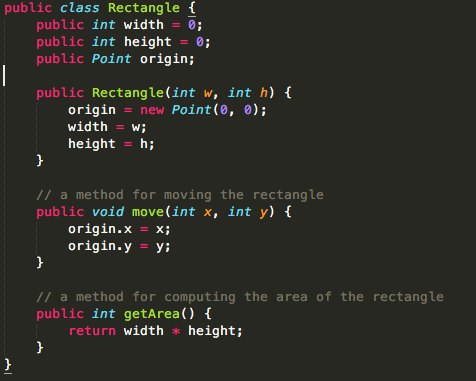 public class Rectangle {
    public int width = 0;
    public int height = 0;
    public Point origin;

    public Rectangle(int w, int h) {
        origin = new Point(0, 0);
        width = w;
        height = h;
    }

    // a method for moving the rectangle
    public void move(int x, int y) {
        origin.x = x;
        origin.y = y;
    }

    // a method for computing the area of the rectangle
    public int getArea() {
        return width * height;
    }
}